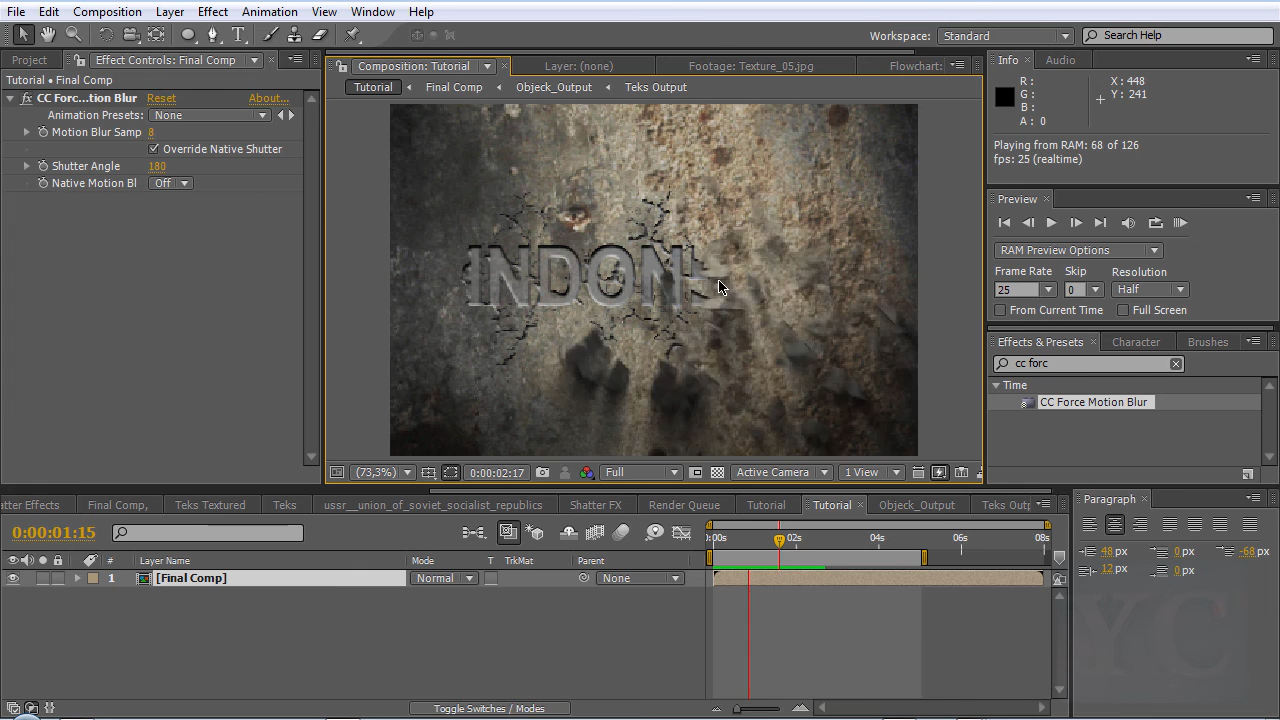 File Edit Composition Layer Effect Animation View Window Help
Workspace: Standard Search Help
Project Effect Controls: Final Comp
Composition: Tutorial Layer: (none) Footage: Texture_05.jpg Flowchart:
Info Audio
Tutorial • Final Comp
Tutorial Final Comp Objeck_Output Teks Output
fx CC Forc...tion Blur Reset About...
Animation Presets: None
Motion Blur Samp 8
Override Native Shutter
Shutter Angle 180
Native Motion Bl Off
R: X: 448
G: Y: 241
B:
A: 0
Playing from RAM: 68 of 126
fps: 25 (realtime)
Preview
RAM Preview Options
Frame Rate Skip Resolution
25 0 Half
From Current Time Full Screen
INDON
Effects & Presets Character Brushes
cc forc
Time
CC Force Motion Blur
(73,3%) 0:00:02:17 Full Active Camera 1 View
atter Effects Final Comp, Teks Textured Teks ussr__union_of_soviet_socialist_republics Shatter FX Render Queue Tutorial Tutorial Objeck_Output Teks Outp
Paragraph
0:00:01:15
:00s 02s 04s 06s 08s
# Layer Name Mode T TrkMat Parent
1 [Final Comp] Normal None
48 px 0 px -68 px
12 px 0 px
YC
Toggle Switches / Modes